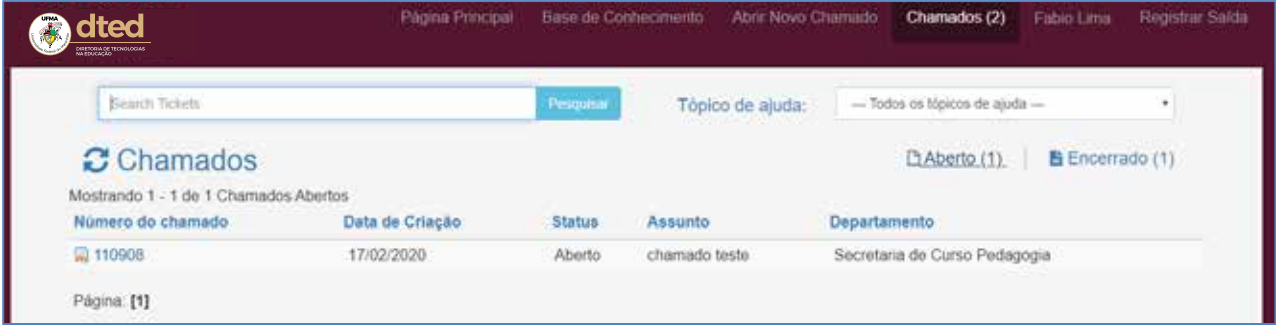 UFMA
dted
DIRETORIA DE TECNOLOGIAS
NA EDUCAÇÃO
Página Principal Base de Conhecimento Abrir Novo Chamado Chamados (2) Fabio Lima Registrar Saída
Search Tickets Pesquisar Tópico de ajuda: — Todos os tópicos de ajuda —
Chamados Aberto (1) Encerrado (1)
Mostrando 1 - 1 de 1 Chamados Abertos
Número do chamado Data de Criação Status Assunto Departamento
110908 17/02/2020 Aberto chamado teste Secretaria de Curso Pedagogia
Página: [1]